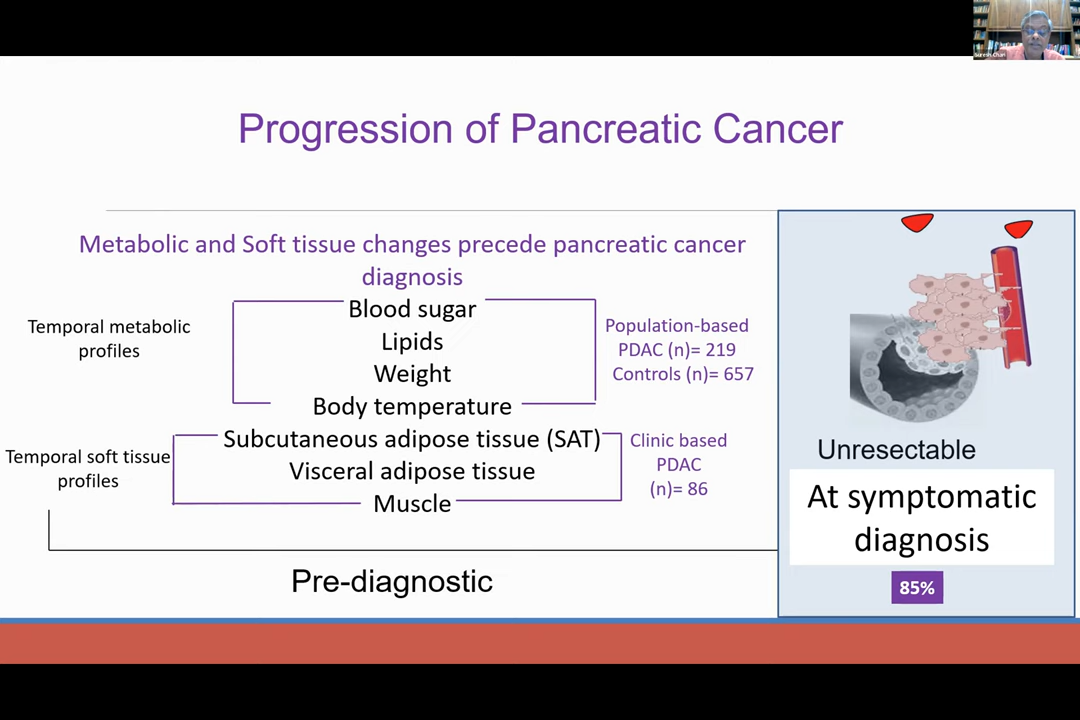 Suresh Chari
Progression of Pancreatic Cancer
Metabolic and Soft tissue changes precede pancreatic cancer
diagnosis
Temporal metabolic
profiles
Blood sugar
Lipids
Weight
Body temperature
Population-based
PDAC (n)= 219
Controls (n)= 657
Temporal soft tissue
profiles
Subcutaneous adipose tissue (SAT)
Visceral adipose tissue
Muscle
Clinic based
PDAC
(n)= 86
Pre-diagnostic
Unresectable
At symptomatic
diagnosis
85%